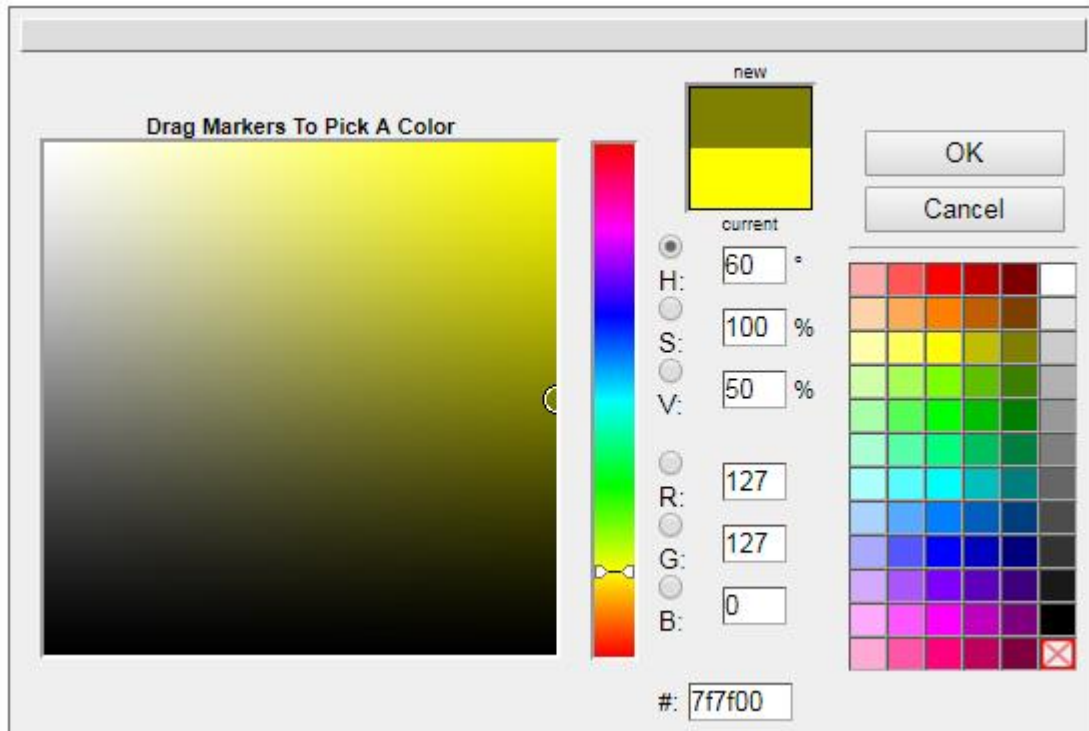 new
Drag Markers To Pick A Color
OK
Cancel
current
H: 60 °
S: 100 %
V: 50 %
R: 127
G: 127
B: 0
#: 7f7f00